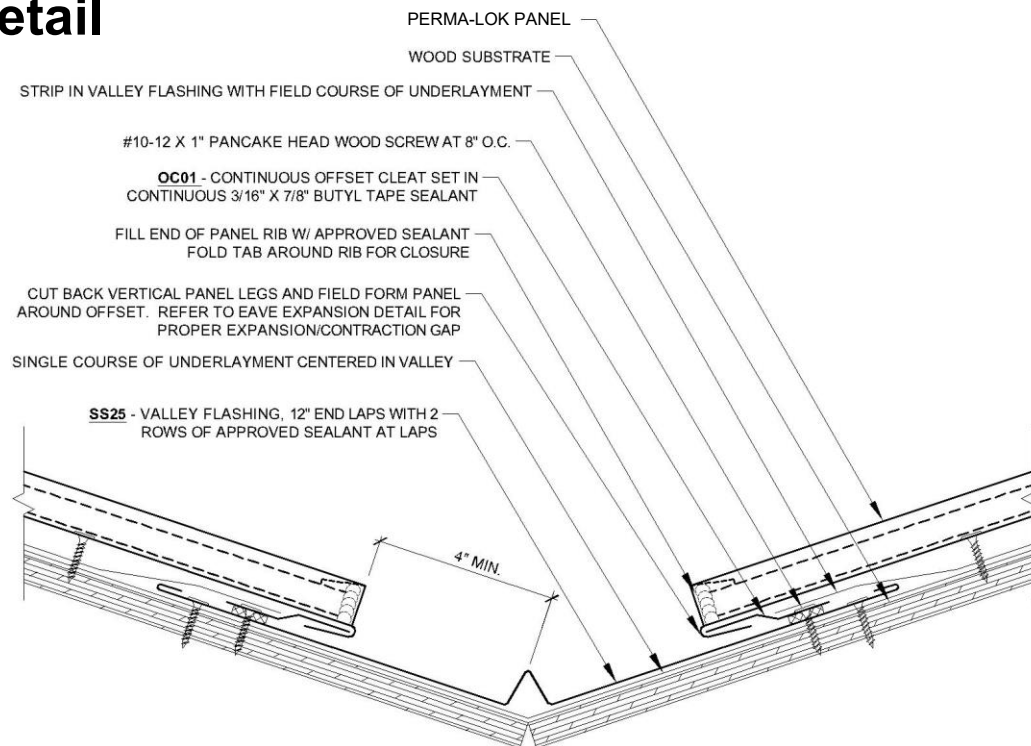 etail
PERMA-LOK PANEL
WOOD SUBSTRATE
STRIP IN VALLEY FLASHING WITH FIELD COURSE OF UNDERLAYMENT
#10-12 X 1" PANCAKE HEAD WOOD SCREW AT 8" O.C.
OC01 - CONTINUOUS OFFSET CLEAT SET IN
CONTINUOUS 3/16" X 7/8" BUTYL TAPE SEALANT
FILL END OF PANEL RIB W/ APPROVED SEALANT
FOLD TAB AROUND RIB FOR CLOSURE
CUT BACK VERTICAL PANEL LEGS AND FIELD FORM PANEL
AROUND OFFSET. REFER TO EAVE EXPANSION DETAIL FOR
PROPER EXPANSION/CONTRACTION GAP
SINGLE COURSE OF UNDERLAYMENT CENTERED IN VALLEY
SS25 - VALLEY FLASHING, 12" END LAPS WITH 2
ROWS OF APPROVED SEALANT AT LAPS
4" MIN.